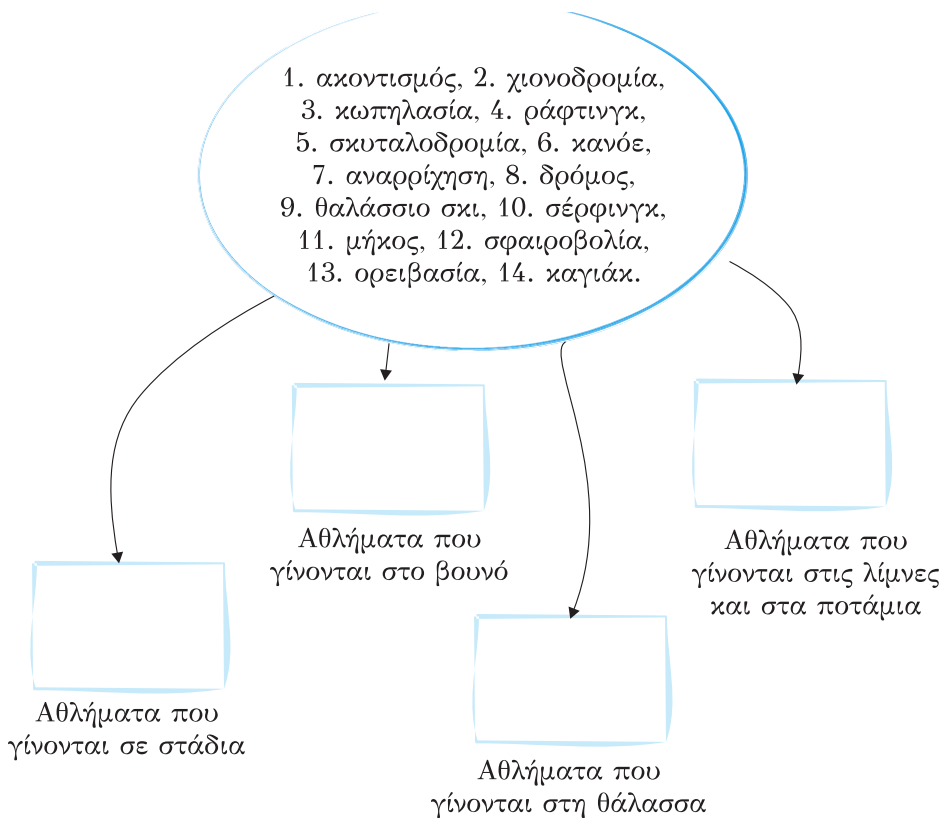 1. ακοντισμός, 2. χιονοδρομία,
3. κωπηλασία, 4. ράφτινγκ,
5. σκυταλοδρομία, 6. κανόε,
7. αναρρίχηση, 8. δρόμος,
9. θαλάσσιο σκι, 10. σέρφινγκ,
11. μήκος, 12. σφαιροβολία,
13. ορειβασία, 14. καγιάκ.
Αθλήματα που
γίνονται στο βουνό
Αθλήματα που
γίνονται στις λίμνες
και στα ποτάμια
Αθλήματα που
γίνονται σε στάδια
Αθλήματα που
γίνονται στη θάλασσα